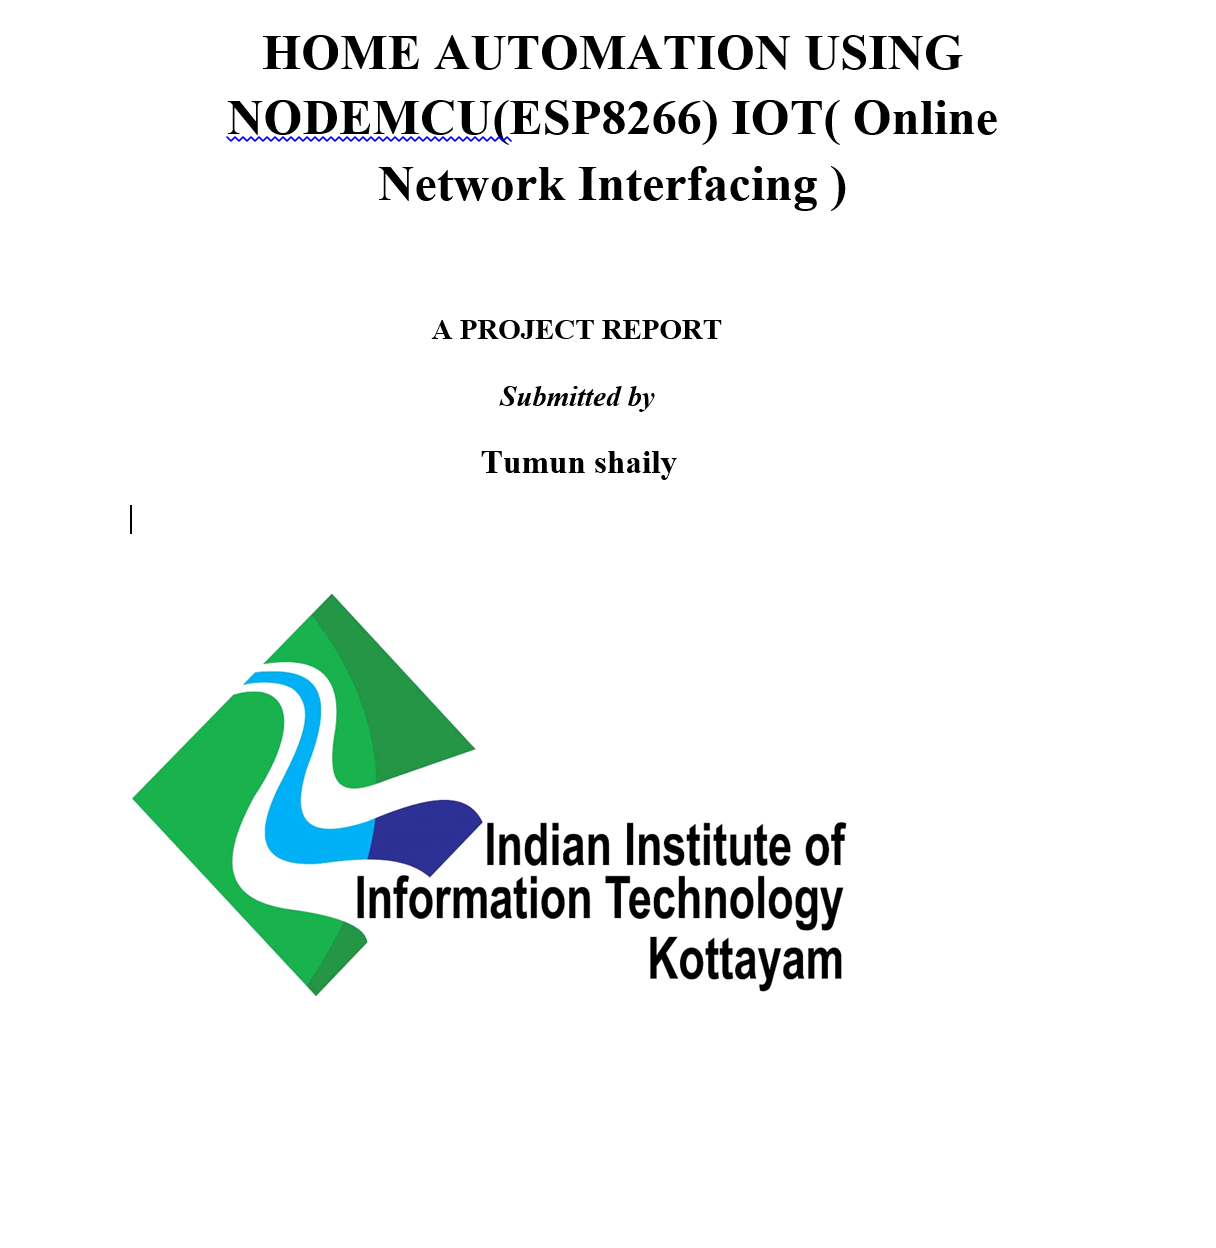 HOME AUTOMATION USING
NODEMCU(ESP8266) IOT( Online
Network Interfacing )
A PROJECT REPORT
Submitted by
Tumun shaily
Indian Institute of
Information Technology
Kottayam